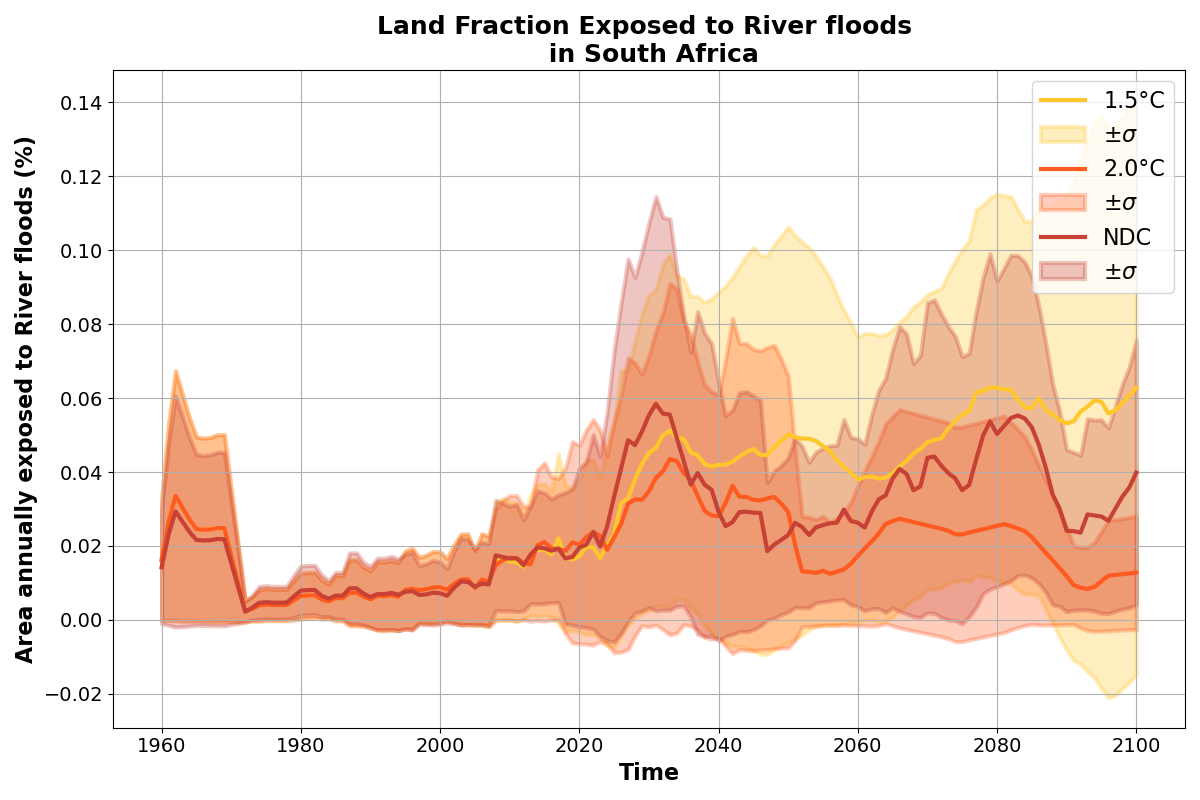 Land Fraction Exposed to River floods
in South Africa
Area annually exposed to River floods (%)
0.14
0.12
0.10
0.08
0.06
0.04
0.02
0.00
−0.02
1.5°C
±σ
2.0°C
±σ
NDC
±σ
1960 1980 2000 2020 2040 2060 2080 2100
Time